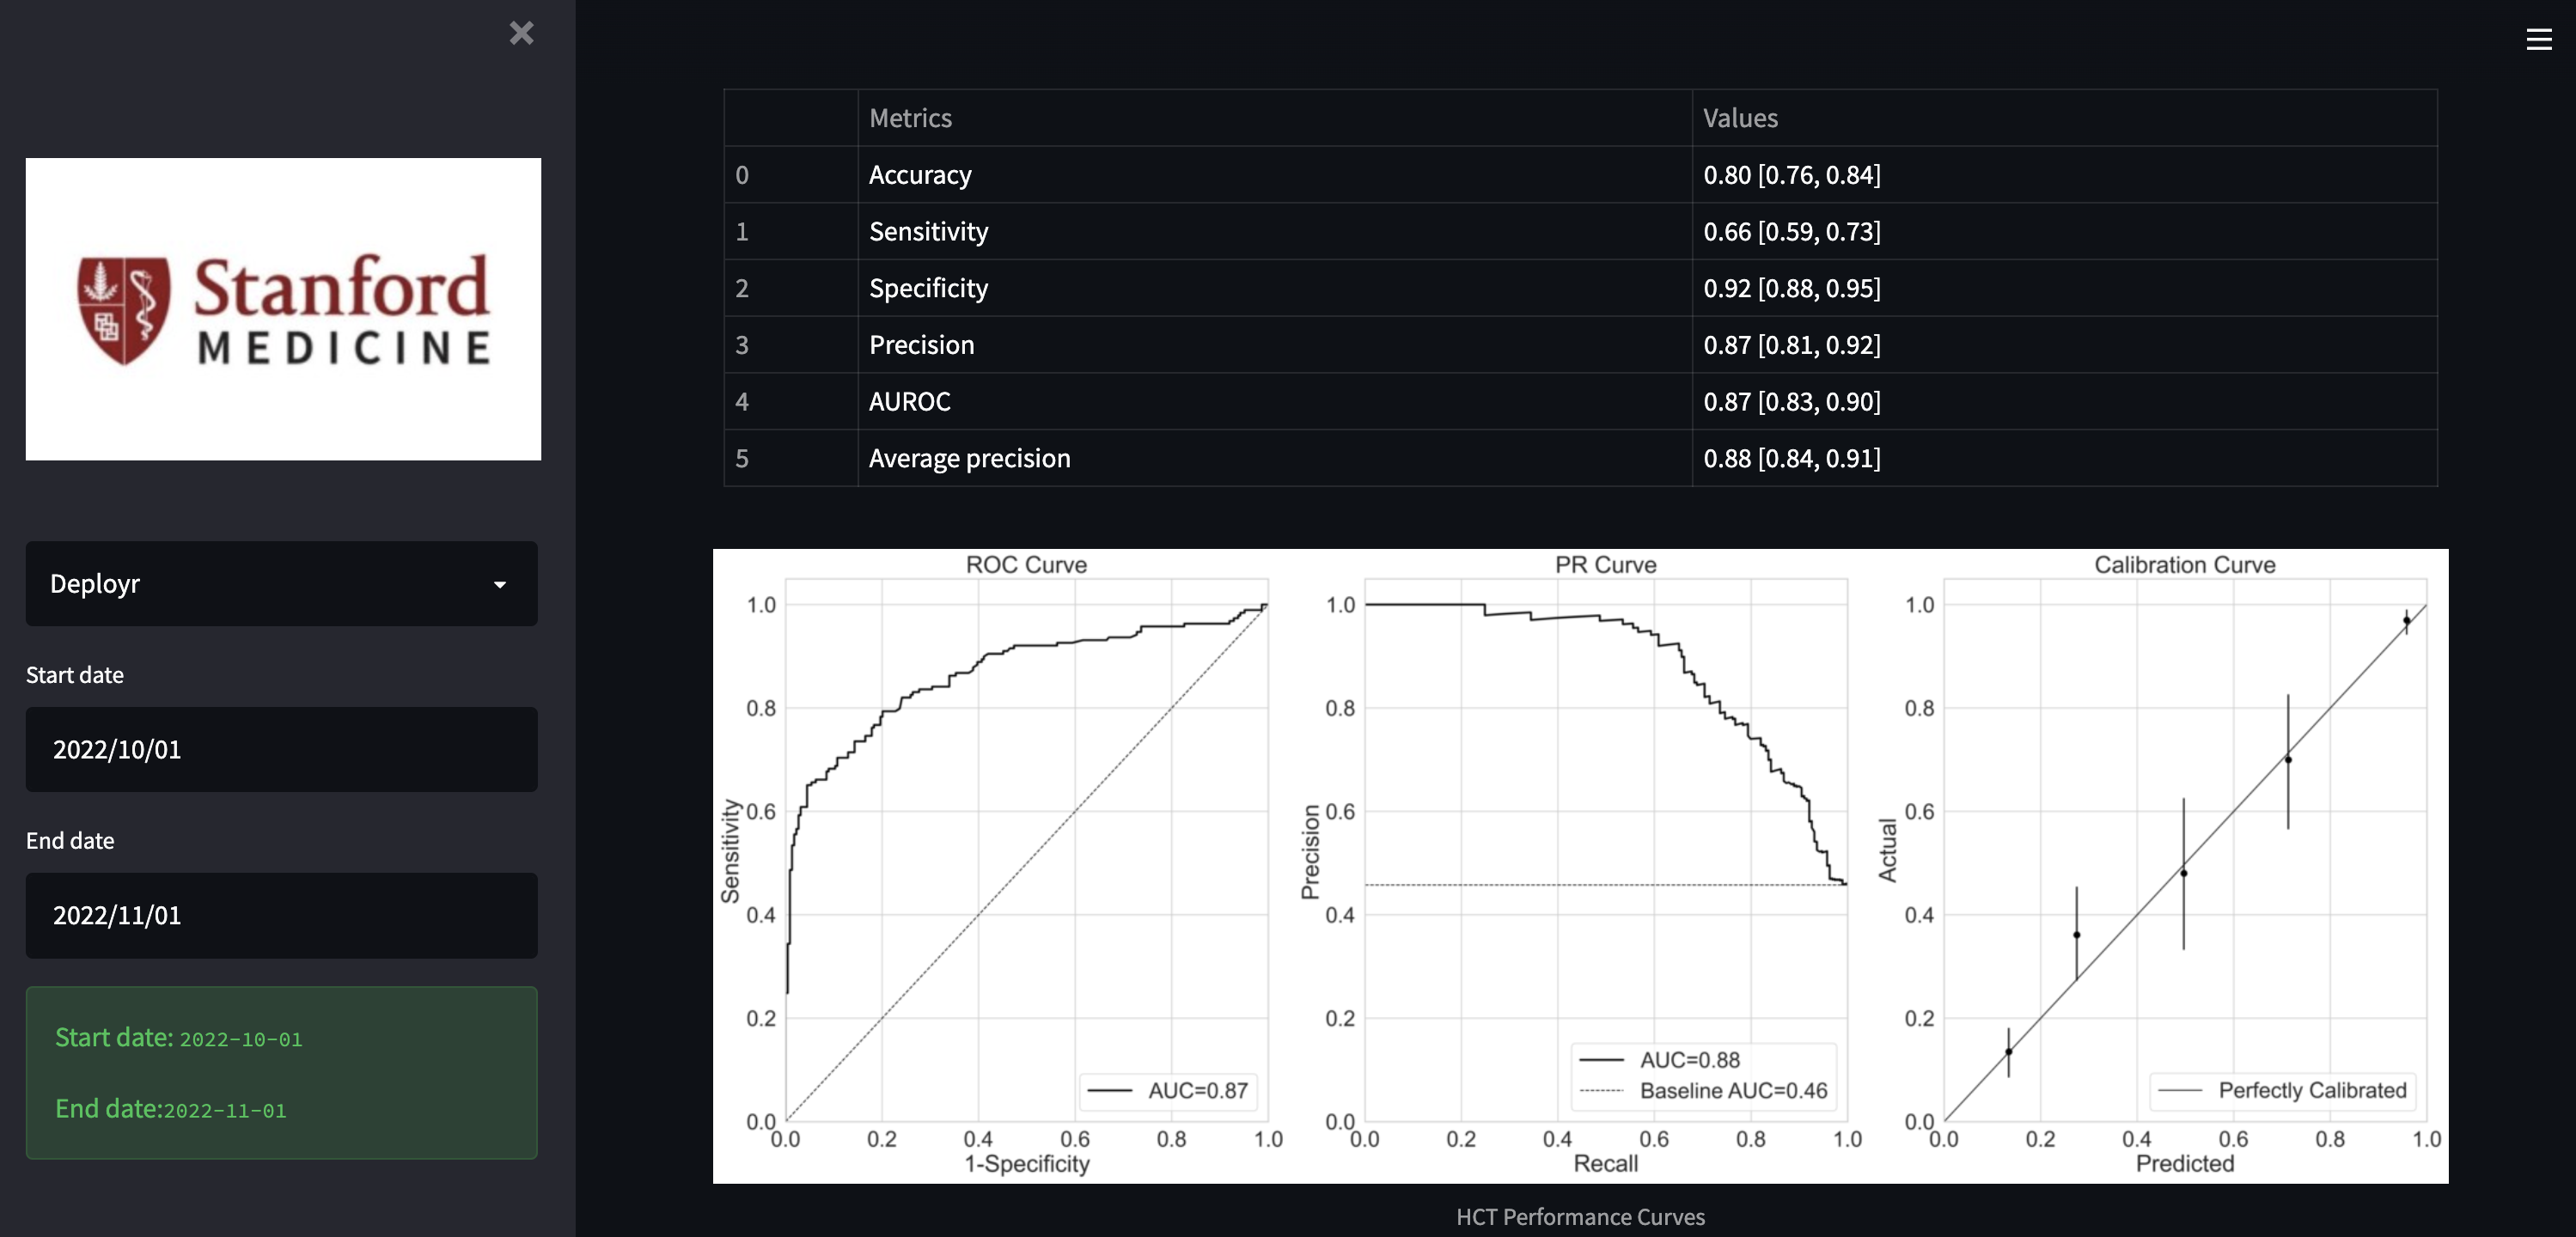 Stanford
MEDICINE
Deployr
Start date
2022/10/01
End date
2022/11/01
Start date: 2022-10-01
End date:2022-11-01
Metrics Values
0 Accuracy 0.80 [0.76, 0.84]
1 Sensitivity 0.66 [0.59, 0.73]
2 Specificity 0.92 [0.88, 0.95]
3 Precision 0.87 [0.81, 0.92]
4 AUROC 0.87 [0.83, 0.90]
5 Average precision 0.88 [0.84, 0.91]
ROC Curve
1.0
0.8
0.6
0.4
0.2
0.0
Sensitivity
AUC=0.87
0.0 0.2 0.4 0.6 0.8 1.0
1-Specificity
PR Curve
1.0
0.8
0.6
0.4
0.2
0.0
Precision
AUC=0.88
Baseline AUC=0.46
0.0 0.2 0.4 0.6 0.8 1.0
Recall
Calibration Curve
1.0
0.8
0.6
0.4
0.2
0.0
Actual
Perfectly Calibrated
0.0 0.2 0.4 0.6 0.8 1.0
Predicted
HCT Performance Curves